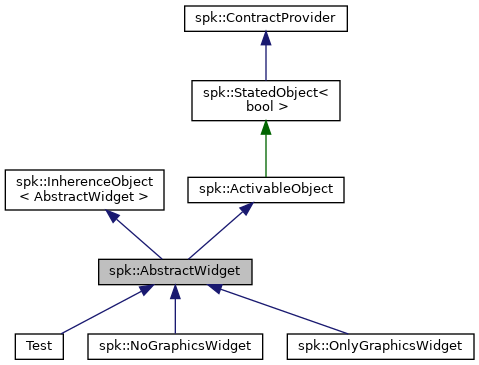 spk::ContractProvider
spk::StatedObject<
bool >
spk::InherenceObject
< AbstractWidget >
spk::ActivableObject
spk::AbstractWidget
Test
spk::NoGraphicsWidget
spk::OnlyGraphicsWidget